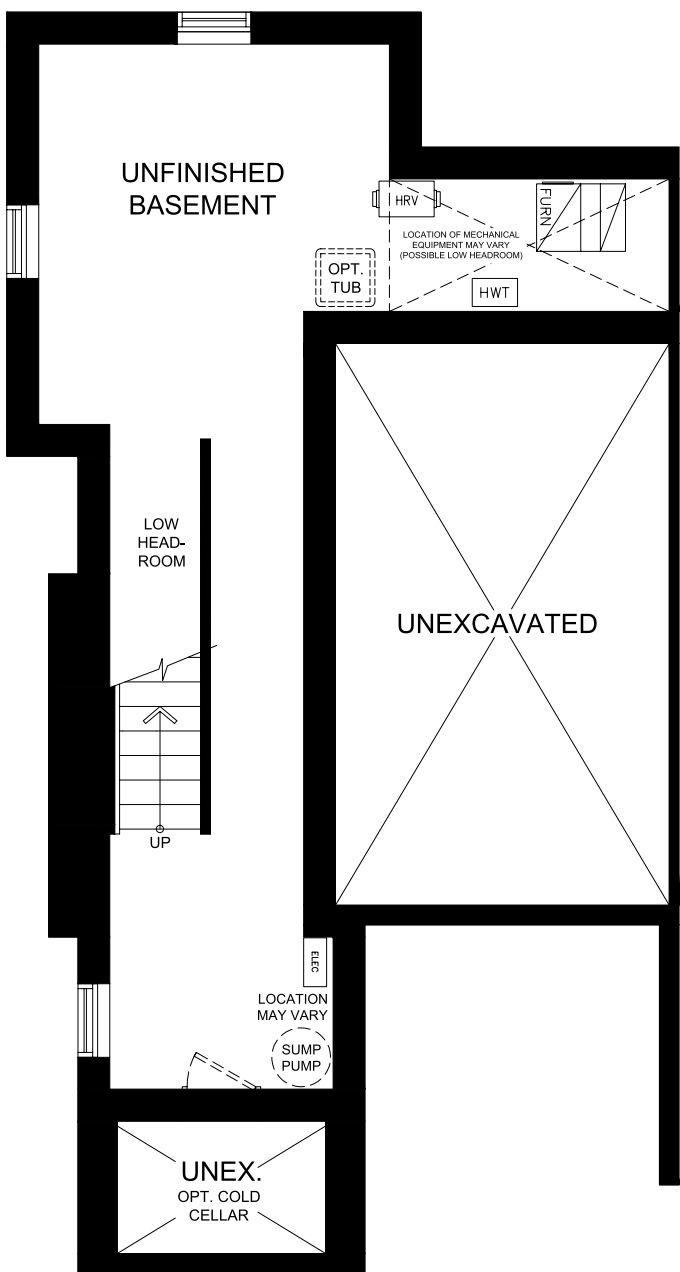 UNFINISHED
BASEMENT
HRV
FURN
LOCATION OF MECHANICAL
EQUIPMENT MAY VARY
(POSSIBLE LOW HEADROOM)
OPT.
TUB
HWT
LOW
HEAD-
ROOM
UNEXCAVATED
UP
ELEC
LOCATION
MAY VARY
SUMP
PUMP
UNEX.
OPT. COLD
CELLAR